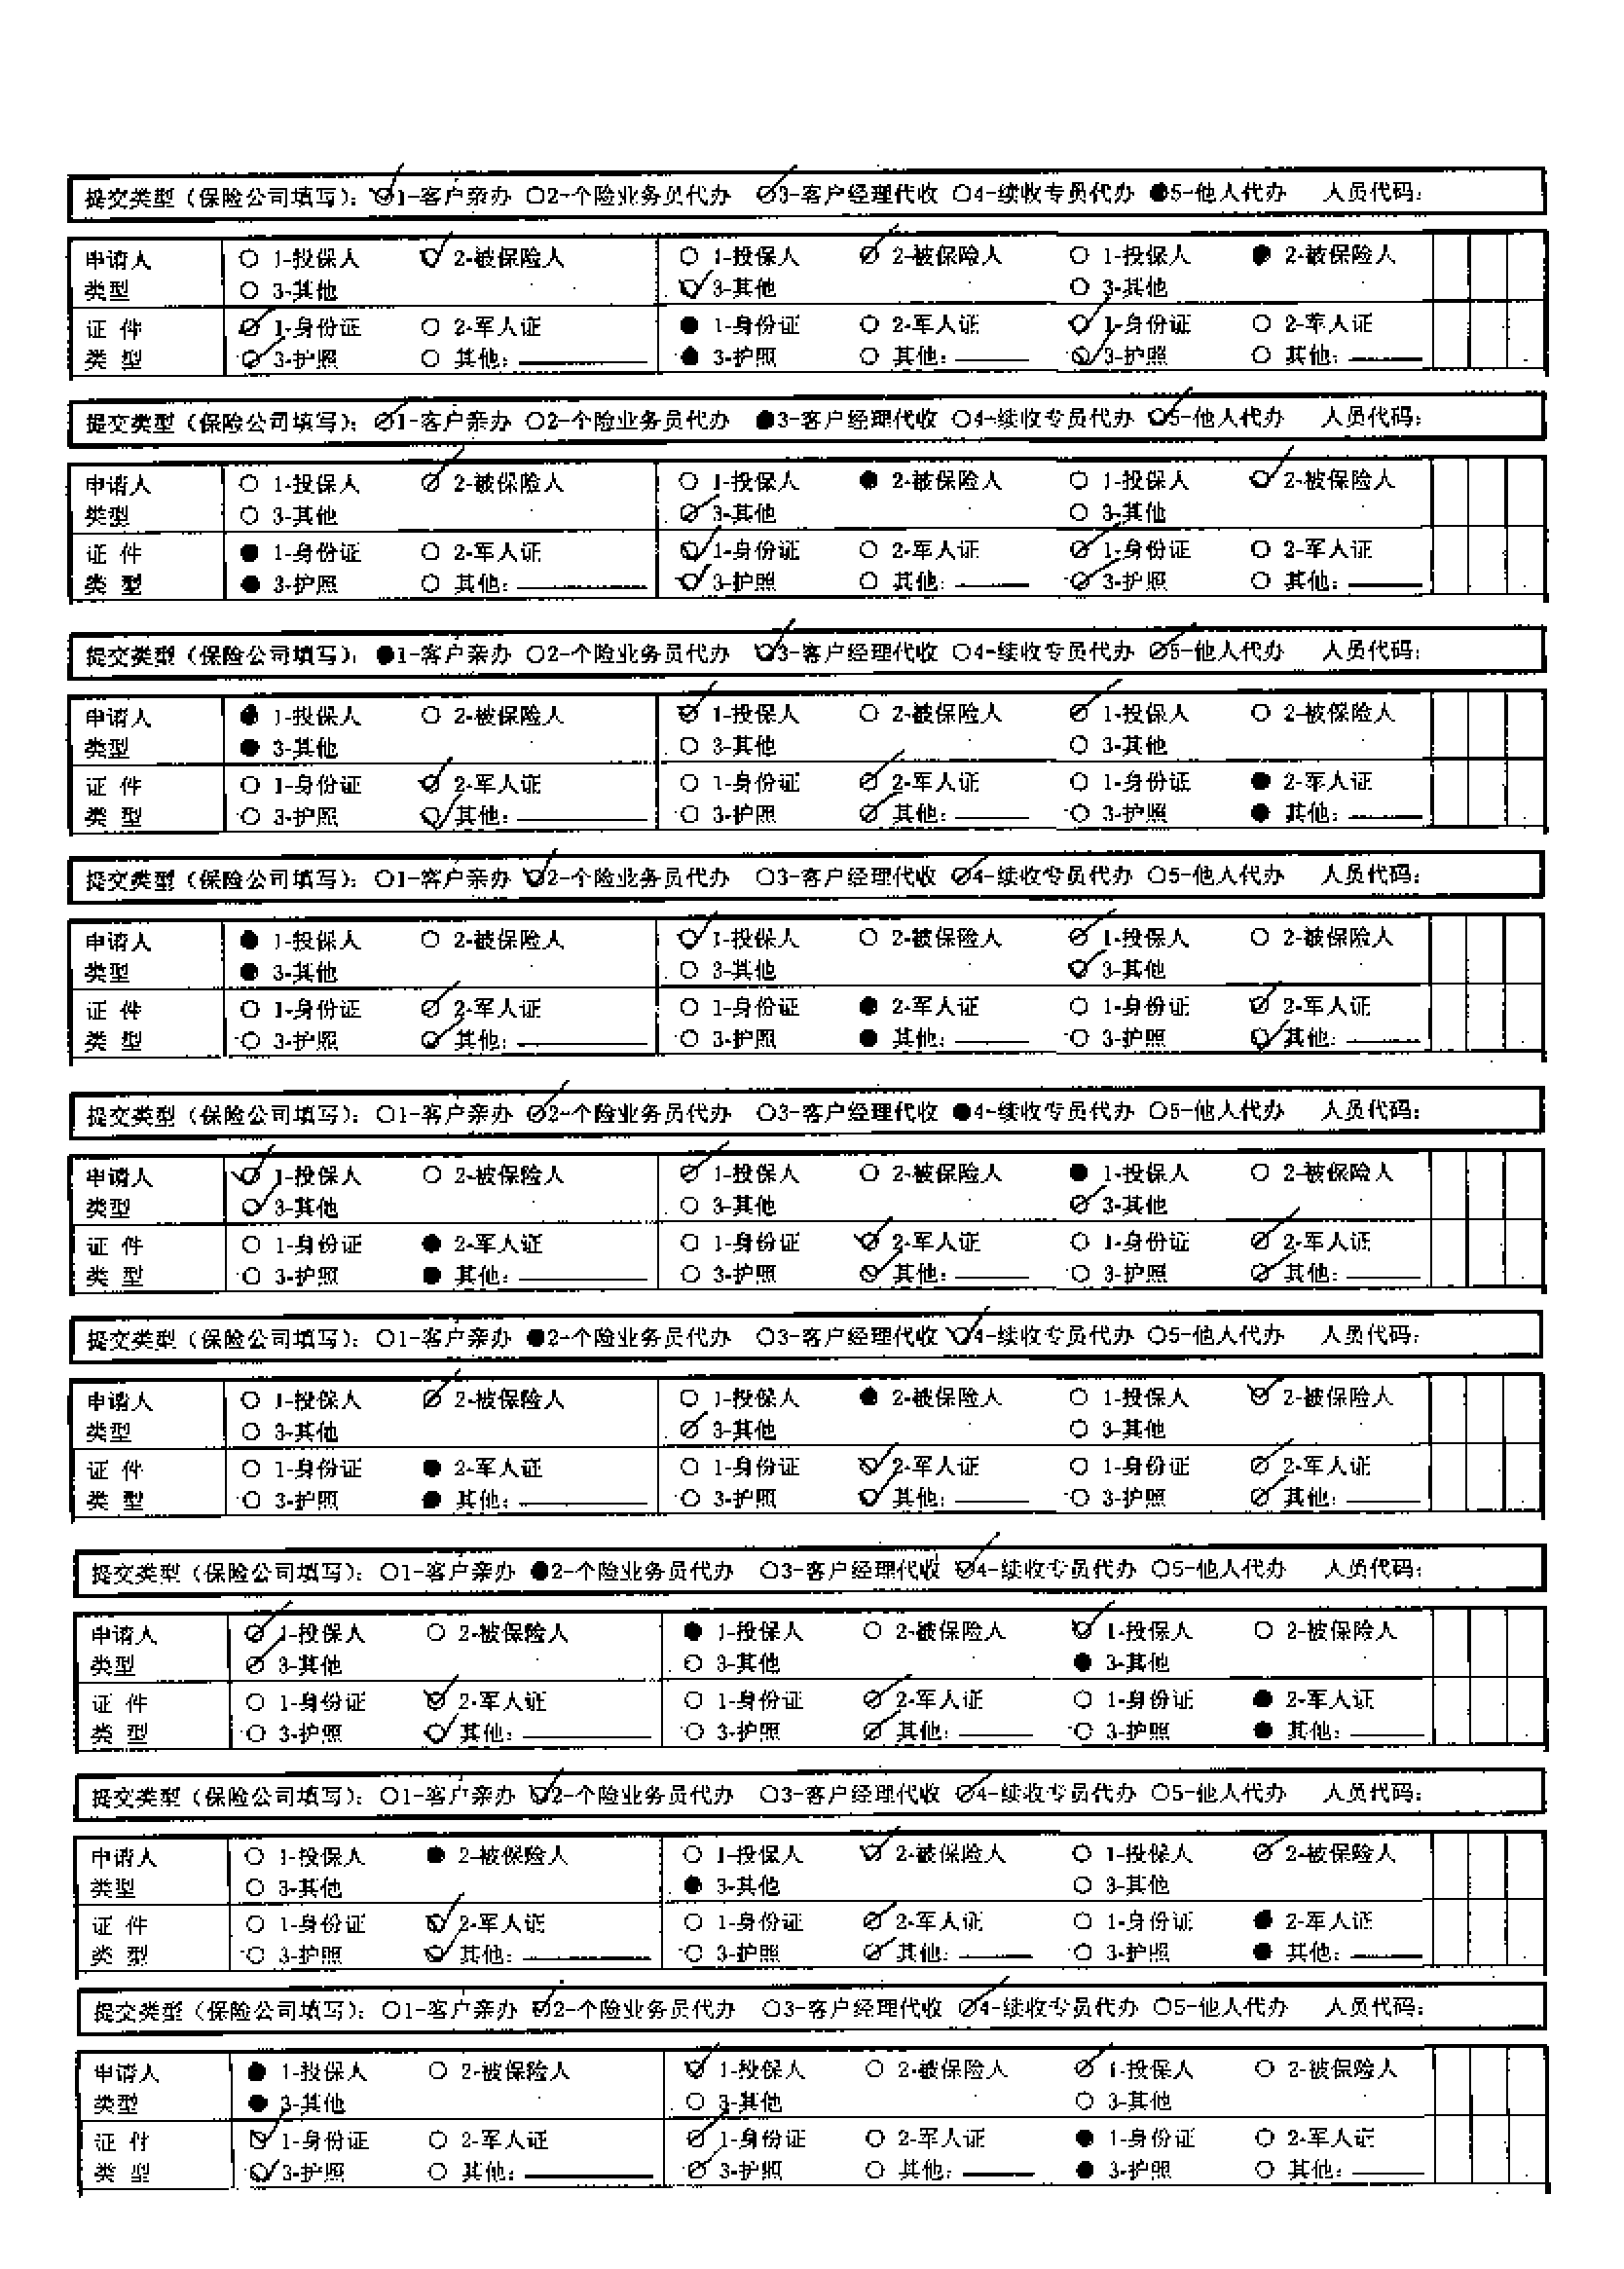 提交类型（保险公司填写）：○1-客户亲办 ○2-个险业务员代办 ○3-客户经理代收 ○4-续收专员代办 ●5-他人代办 人员代码：
申请人 ○ 1-投保人 ○ 2-被保险人 ○ 1-投保人 ○ 2-被保险人 ○ 1-投保人 ● 2-被保险人
类型 ○ 3-其他 ○ 3-其他 ○ 3-其他
证 件 ○ 1-身份证 ○ 2-军人证 ● 1-身份证 ○ 2-军人证 ○ 1-身份证 ○ 2-军人证
类 型 ○ 3-护照 ○ 其他：______ ● 3-护照 ○ 其他：______ ○ 3-护照 ○ 其他：______
提交类型（保险公司填写）：○1-客户亲办 ○2-个险业务员代办 ●3-客户经理代收 ○4-续收专员代办 ○5-他人代办 人员代码：
申请人 ○ 1-投保人 ○ 2-被保险人 ○ 1-投保人 ● 2-被保险人 ○ 1-投保人 ○ 2-被保险人
类型 ○ 3-其他 ○ 3-其他 ○ 3-其他
证 件 ● 1-身份证 ○ 2-军人证 ○ 1-身份证 ○ 2-军人证 ○ 1-身份证 ○ 2-军人证
类 型 ● 3-护照 ○ 其他：______ ○ 3-护照 ○ 其他：______ ○ 3-护照 ○ 其他：______
提交类型（保险公司填写）：●1-客户亲办 ○2-个险业务员代办 ○3-客户经理代收 ○4-续收专员代办 ○5-他人代办 人员代码：
申请人 ● 1-投保人 ○ 2-被保险人 ○ 1-投保人 ○ 2-被保险人 ○ 1-投保人 ○ 2-被保险人
类型 ● 3-其他 ○ 3-其他 ○ 3-其他
证 件 ○ 1-身份证 ○ 2-军人证 ○ 1-身份证 ○ 2-军人证 ○ 1-身份证 ● 2-军人证
类 型 ○ 3-护照 ○ 其他：______ ○ 3-护照 ○ 其他：______ ○ 3-护照 ● 其他：______
提交类型（保险公司填写）：○1-客户亲办 ○2-个险业务员代办 ○3-客户经理代收 ○4-续收专员代办 ○5-他人代办 人员代码：
申请人 ● 1-投保人 ○ 2-被保险人 ○ 1-投保人 ○ 2-被保险人 ○ 1-投保人 ○ 2-被保险人
类型 ● 3-其他 ○ 3-其他 ○ 3-其他
证 件 ○ 1-身份证 ○ 2-军人证 ○ 1-身份证 ● 2-军人证 ○ 1-身份证 ○ 2-军人证
类 型 ○ 3-护照 ○ 其他：______ ○ 3-护照 ● 其他：______ ○ 3-护照 ○ 其他：______
提交类型（保险公司填写）：○1-客户亲办 ○2-个险业务员代办 ○3-客户经理代收 ●4-续收专员代办 ○5-他人代办 人员代码：
申请人 ○ 1-投保人 ○ 2-被保险人 ○ 1-投保人 ○ 2-被保险人 ● 1-投保人 ○ 2-被保险人
类型 ○ 3-其他 ○ 3-其他 ○ 3-其他
证 件 ○ 1-身份证 ● 2-军人证 ○ 1-身份证 ○ 2-军人证 ○ 1-身份证 ○ 2-军人证
类 型 ○ 3-护照 ● 其他：______ ○ 3-护照 ○ 其他：______ ○ 3-护照 ○ 其他：______
提交类型（保险公司填写）：○1-客户亲办 ●2-个险业务员代办 ○3-客户经理代收 ○4-续收专员代办 ○5-他人代办 人员代码：
申请人 ○ 1-投保人 ○ 2-被保险人 ○ 1-投保人 ● 2-被保险人 ○ 1-投保人 ○ 2-被保险人
类型 ○ 3-其他 ○ 3-其他 ○ 3-其他
证 件 ○ 1-身份证 ● 2-军人证 ○ 1-身份证 ○ 2-军人证 ○ 1-身份证 ○ 2-军人证
类 型 ○ 3-护照 ● 其他：______ ○ 3-护照 ○ 其他：______ ○ 3-护照 ○ 其他：______
提交类型（保险公司填写）：○1-客户亲办 ●2-个险业务员代办 ○3-客户经理代收 ○4-续收专员代办 ○5-他人代办 人员代码：
申请人 ○ 1-投保人 ○ 2-被保险人 ● 1-投保人 ○ 2-被保险人 ○ 1-投保人 ○ 2-被保险人
类型 ○ 3-其他 ○ 3-其他 ● 3-其他
证 件 ○ 1-身份证 ○ 2-军人证 ○ 1-身份证 ○ 2-军人证 ○ 1-身份证 ● 2-军人证
类 型 ○ 3-护照 ○ 其他：______ ○ 3-护照 ○ 其他：______ ○ 3-护照 ● 其他：______
提交类型（保险公司填写）：○1-客户亲办 ○2-个险业务员代办 ○3-客户经理代收 ○4-续收专员代办 ○5-他人代办 人员代码：
申请人 ○ 1-投保人 ● 2-被保险人 ○ 1-投保人 ○ 2-被保险人 ○ 1-投保人 ○ 2-被保险人
类型 ○ 3-其他 ● 3-其他 ○ 3-其他
证 件 ○ 1-身份证 ○ 2-军人证 ○ 1-身份证 ○ 2-军人证 ○ 1-身份证 ● 2-军人证
类 型 ○ 3-护照 ○ 其他：______ ○ 3-护照 ○ 其他：______ ○ 3-护照 ● 其他：______
提交类型（保险公司填写）：○1-客户亲办 ○2-个险业务员代办 ○3-客户经理代收 ○4-续收专员代办 ○5-他人代办 人员代码：
申请人 ● 1-投保人 ○ 2-被保险人 ○ 1-投保人 ○ 2-被保险人 ○ 1-投保人 ○ 2-被保险人
类型 ● 3-其他 ○ 3-其他 ○ 3-其他
证 件 ○ 1-身份证 ○ 2-军人证 ○ 1-身份证 ○ 2-军人证 ● 1-身份证 ○ 2-军人证
类 型 ○ 3-护照 ○ 其他：______ ○ 3-护照 ○ 其他：______ ● 3-护照 ○ 其他：______